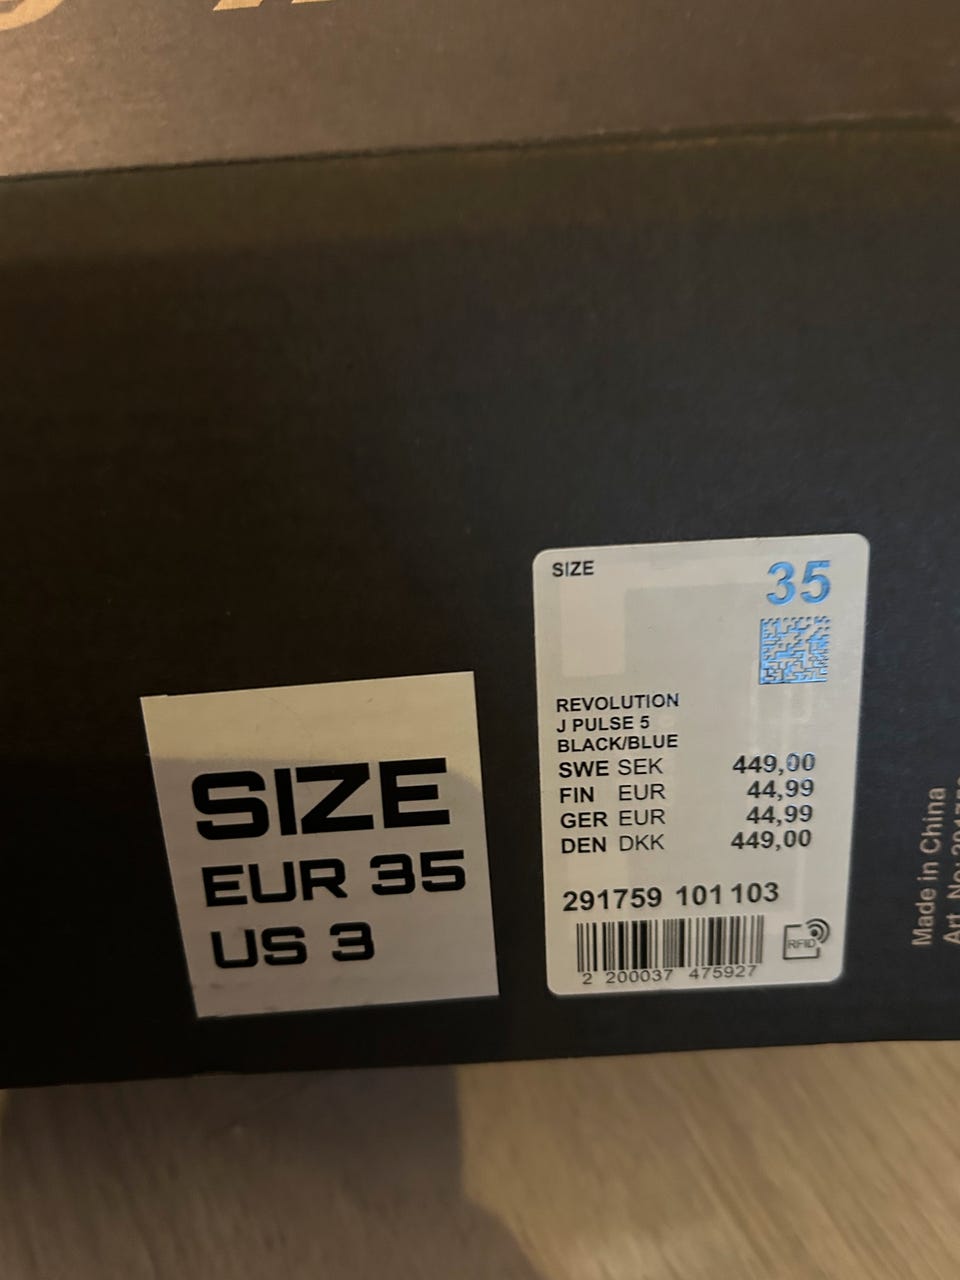 SIZE
EUR 35
US 3
SIZE 35
REVOLUTION
J PULSE 5
BLACK/BLUE
SWE SEK 449,00
FIN EUR 44,99
GER EUR 44,99
DEN DKK 449,00
291759 101 103
2 200037 475927
RFID
Made in China
Art. No: